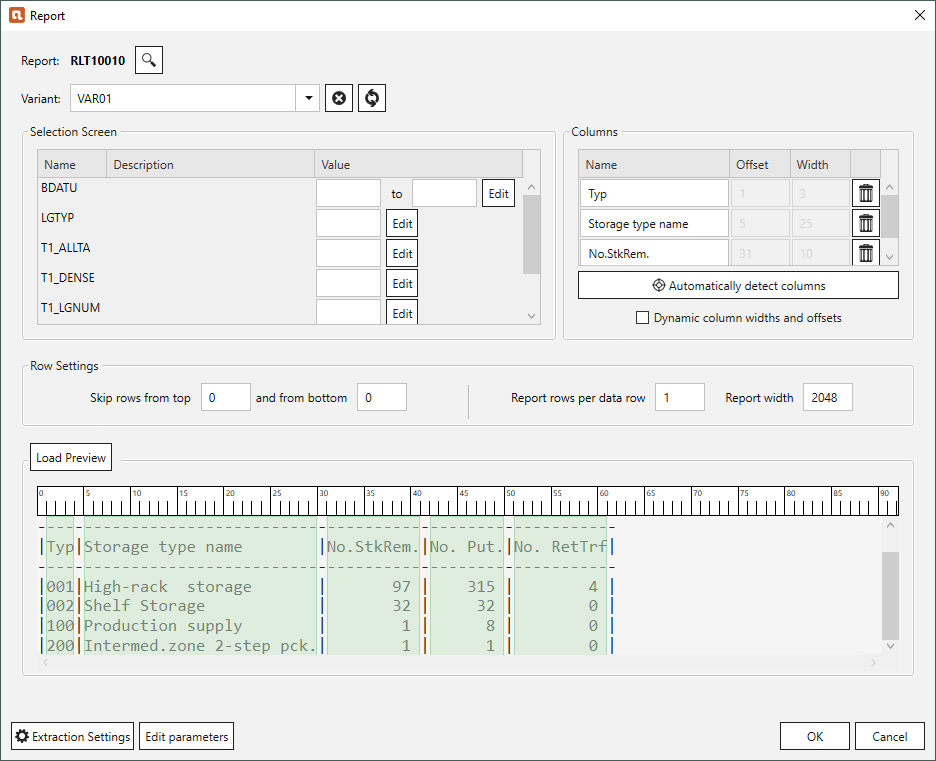 Report
Report: RLT10010
Variant: VAR01
Selection Screen
Name Description Value
BDATU to Edit
LGTYP Edit
T1_ALLTA Edit
T1_DENSE Edit
T1_LGNUM Edit
Columns
Name Offset Width
Typ 1 3
Storage type name 5 25
No.StkRem. 31 10
Automatically detect columns
Dynamic column widths and offsets
Row Settings
Skip rows from top 0 and from bottom 0 Report rows per data row 1 Report width 2048
Load Preview
0 5 10 15 20 25 30 35 40 45 50 55 60 65 70 75 80 85 90
---------------------------------------------------------------
|Typ|Storage type name |No.StkRem.|No. Put.|No. RetTrf|
---------------------------------------------------------------
|001|High-rack  storage | 97 | 315 | 4 |
|002|Shelf Storage | 32 | 32 | 0 |
|100|Production supply | 1 | 8 | 0 |
|200|Intermed.zone 2-step pck.| 1 | 1 | 0 |
Extraction Settings Edit parameters OK Cancel